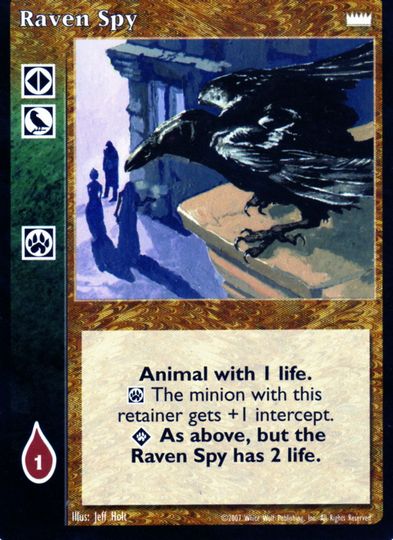 Raven Spy
Animal with 1 life.
The minion with this
retainer gets +1 intercept.
As above, but the
Raven Spy has 2 life.
1
Illus: Jeff Holt
©2007 White Wolf Publishing, Inc. All Rights Reserved